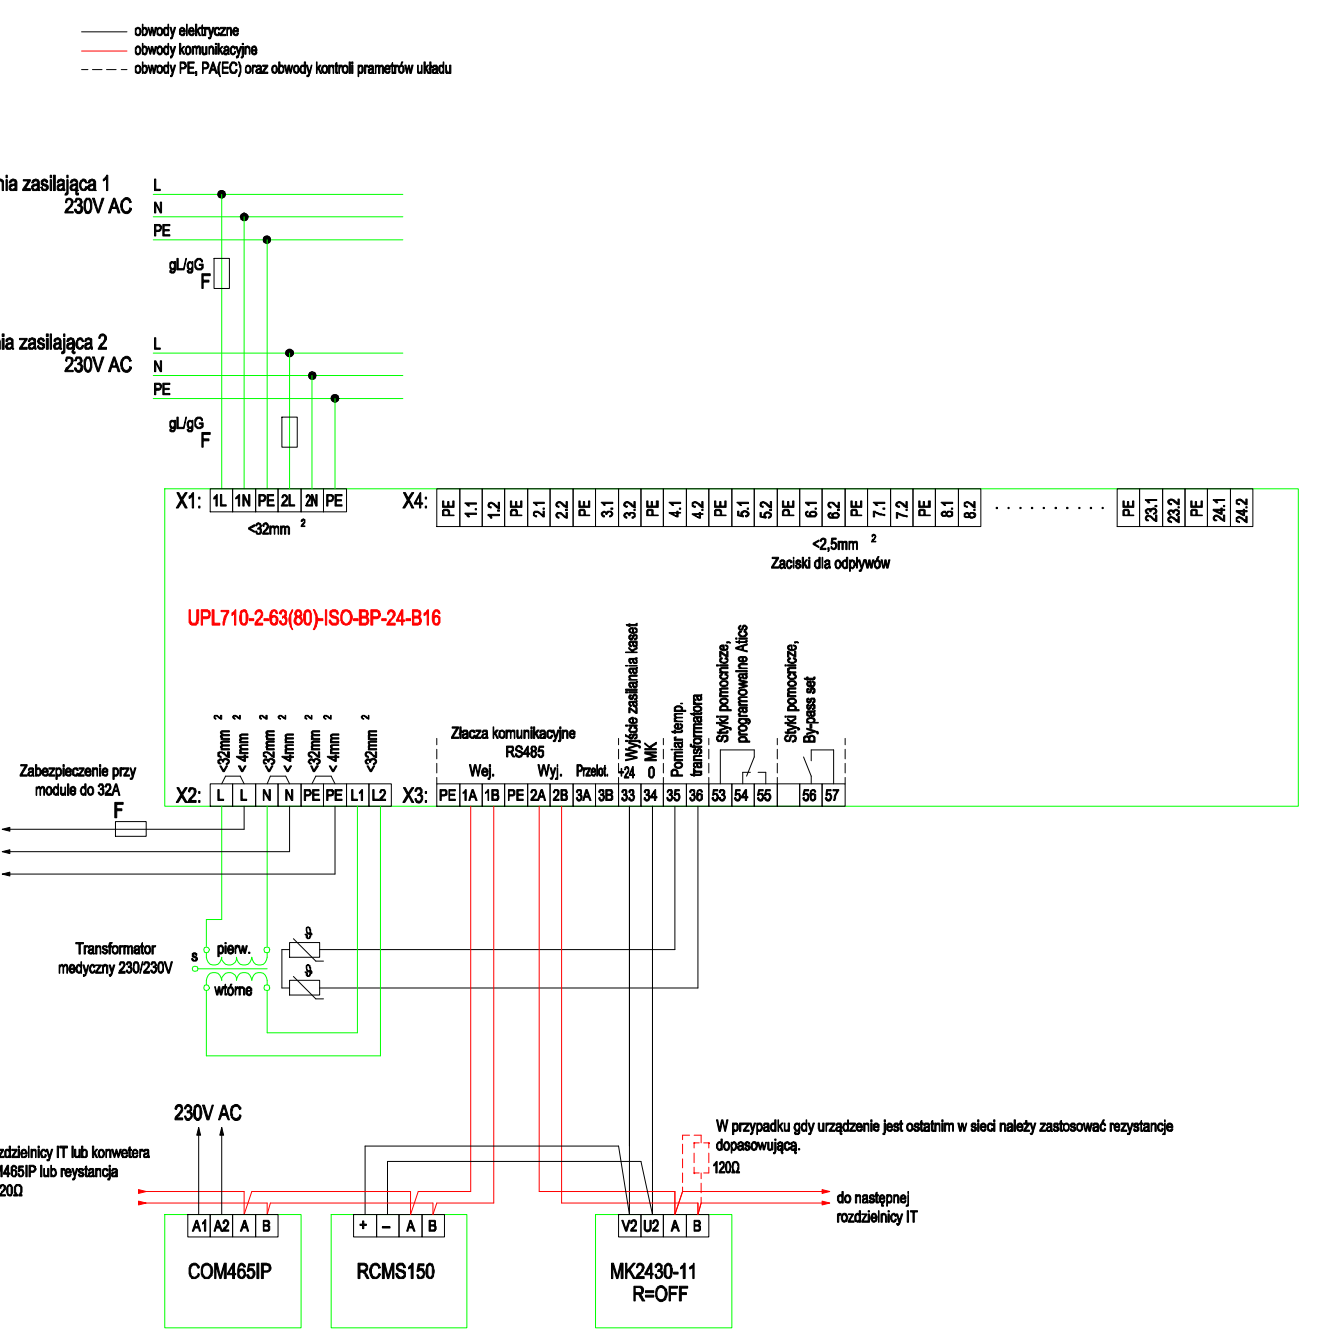 obwody elektryczne
obwody komunikacyjne
obwody PE, PA(EC) oraz obwody kontroli prametrów układu
nia zasilająca 1
230V AC
L
N
PE
gL/gG
F
nia zasilająca 2
230V AC
L
N
PE
gL/gG
F
X1: 1L 1N PE 2L 2N PE
<32mm 2
X4: PE 1.1 1.2 PE 2.1 2.2 PE 3.1 3.2 PE 4.1 4.2 PE 5.1 5.2 PE 6.1 6.2 PE 7.1 7.2 PE 8.1 8.2 . . . . . . . . . . PE 23.1 23.2 PE 24.1 24.2
<2,5mm 2
Zaciski dla odpływów
UPL710-2-63(80)-ISO-BP-24-B16
<32mm 2
< 4mm 2
<32mm 2
< 4mm 2
<32mm 2
< 4mm 2
<32mm 2
Złacza komunikacyjne
RS485
Wej.
Wyj.
Przelot.
Wyjście zasilanaia kaset
MK
+24
0
Pomiar temp.
transformatora
Styki pomocnicze,
programowalne Atics
Styki pomocnicze,
By-pass set
Zabezpieczenie przy
module do 32A
F
X2: L L N N PE PE L1 L2
X3: PE 1A 1B PE 2A 2B 3A 3B 33 34 35 36 53 54 55 56 57
Transformator
medyczny 230/230V
s
pierw.
wtórne
ϑ
ϑ
230V AC
zdzielnicy IT lub konwetera
M465IP lub reystancja
20Ω
W przypadku gdy urządzenie jest ostatnim w sieci należy zastosować rezystancje
dopasowującą.
120Ω
do następnej
rozdzielnicy IT
A1 A2 A B
COM465IP
+ – A B
RCMS150
V2 U2 A B
MK2430-11
R=OFF